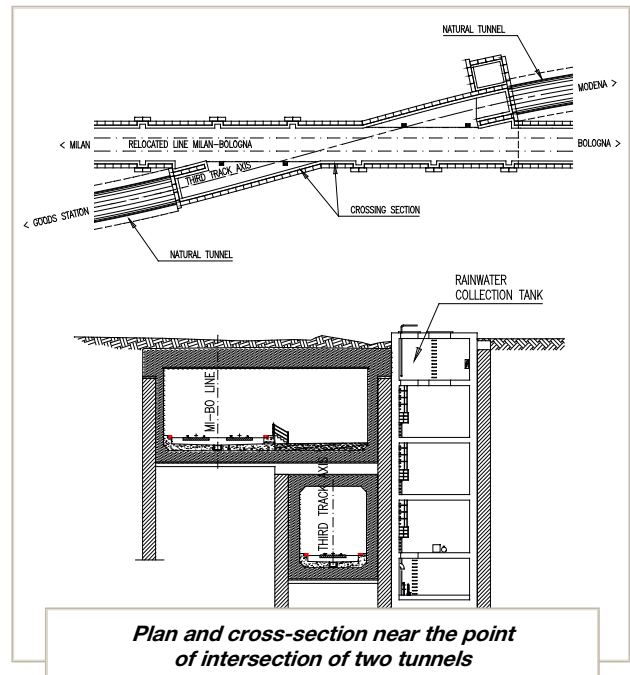 NATURAL TUNNEL
MODENA >
< MILAN
RELOCATED LINE MILAN-BOLOGNA
BOLOGNA >
THIRD TRACK AXIS
CROSSING SECTION
< GOODS STATION
NATURAL TUNNEL
RAINWATER
COLLECTION TANK
MI-BO LINE
THIRD TRACK AXIS
Plan and cross-section near the point
of intersection of two tunnels